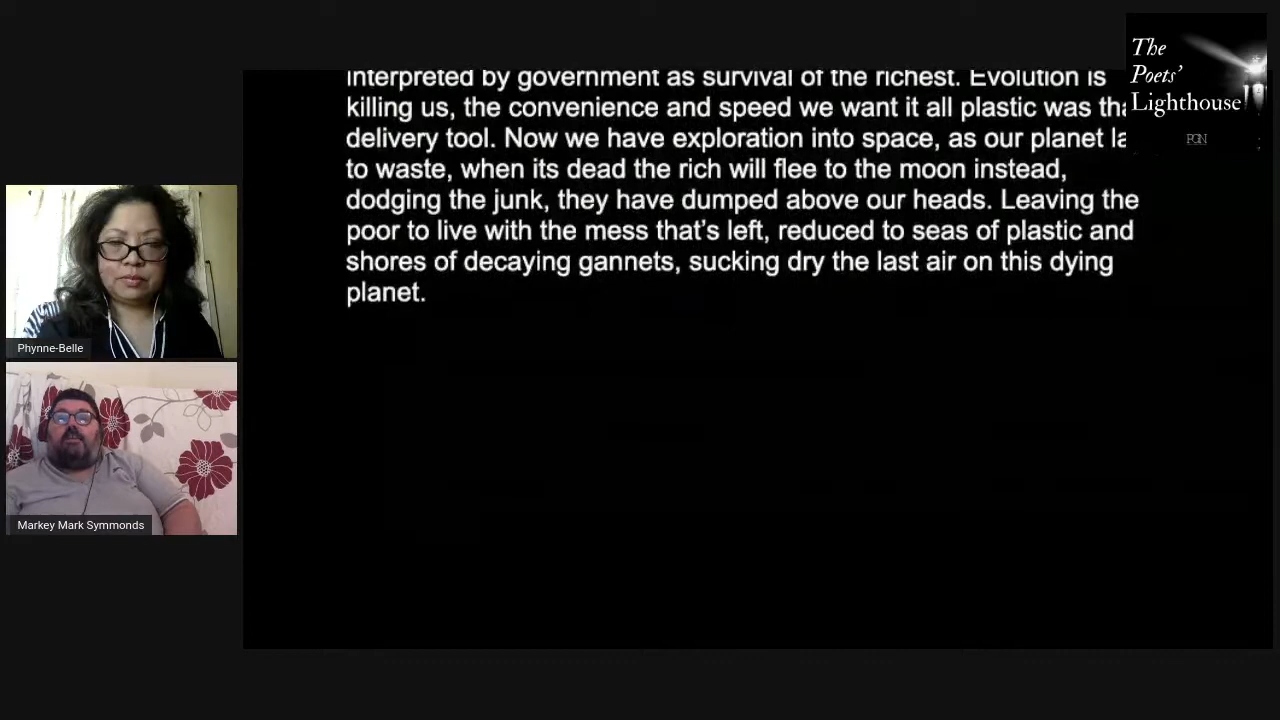 The
Poets'
Lighthouse
PGN
interpreted by government as survival of the richest. Evolution is
killing us, the convenience and speed we want it all plastic was
delivery tool. Now we have exploration into space, as our planet
to waste, when its dead the rich will flee to the moon instead,
dodging the junk, they have dumped above our heads. Leaving the
poor to live with the mess that's left, reduced to seas of plastic and
shores of decaying gannets, sucking dry the last air on this dying
planet.
Phynne-Belle
Markey Mark Symmonds